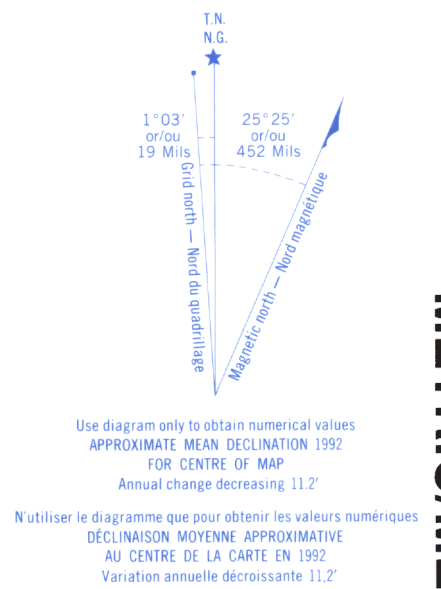 T.N.
N.G.
1°03'
or/ou
19 Mils
25°25'
or/ou
452 Mils
Grid north — Nord du quadrillage
Magnetic north — Nord magnétique
Use diagram only to obtain numerical values
APPROXIMATE MEAN DECLINATION 1992
FOR CENTRE OF MAP
Annual change decreasing 11.2'
N'utiliser le diagramme que pour obtenir les valeurs numériques
DÉCLINAISON MOYENNE APPROXIMATIVE
AU CENTRE DE LA CARTE EN 1992
Variation annuelle décroissante 11,2'